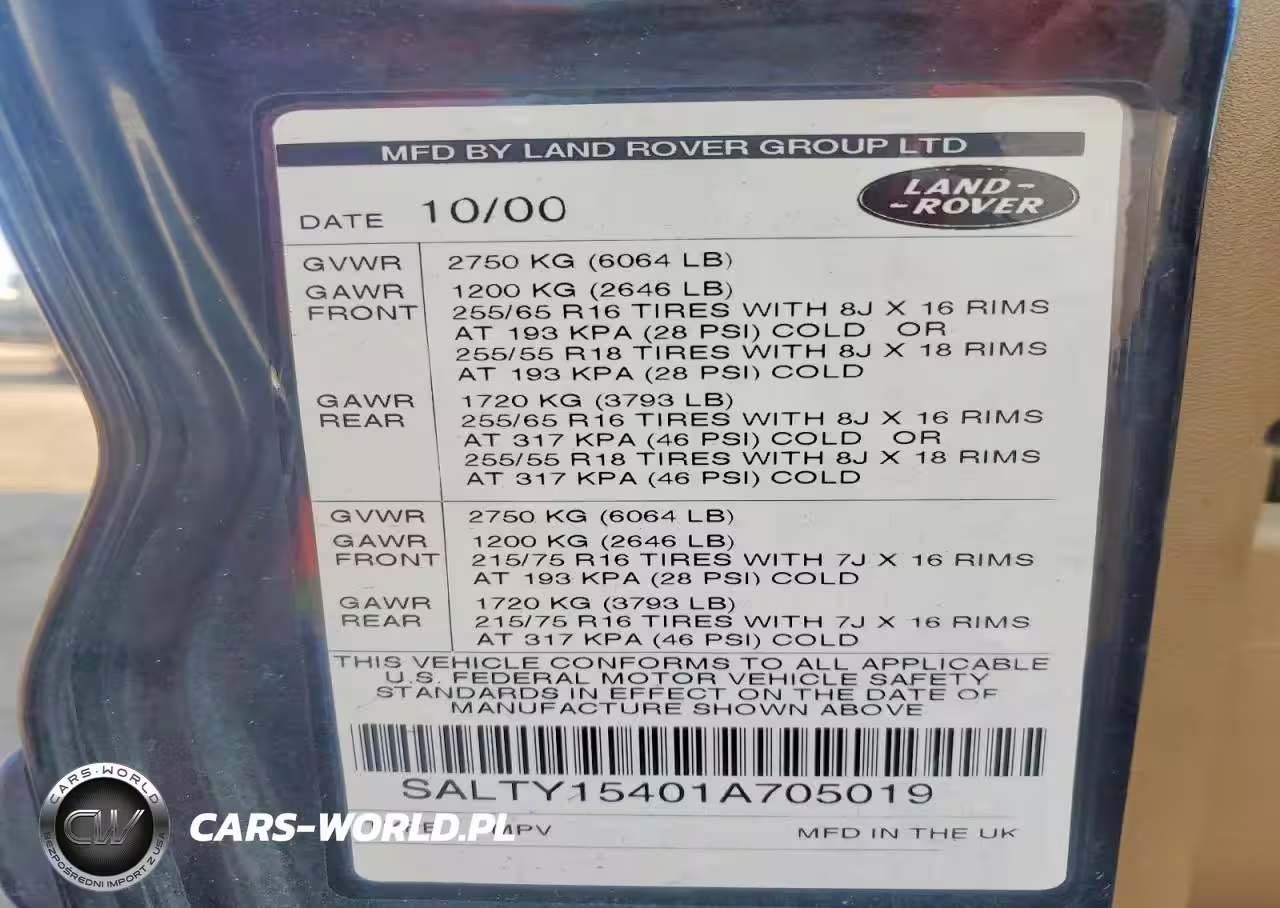 MFD BY LAND ROVER GROUP LTD
DATE 10/00
LAND-
-ROVER
GVWR 2750 KG (6064 LB)
GAWR 1200 KG (2646 LB)
FRONT 255/65 R16 TIRES WITH 8J X 16 RIMS
AT 193 KPA (28 PSI) COLD OR
255/55 R18 TIRES WITH 8J X 18 RIMS
AT 193 KPA (28 PSI) COLD
GAWR 1720 KG (3793 LB)
REAR 255/65 R16 TIRES WITH 8J X 16 RIMS
AT 317 KPA (46 PSI) COLD OR
255/55 R18 TIRES WITH 8J X 18 RIMS
AT 317 KPA (46 PSI) COLD
GVWR 2750 KG (6064 LB)
GAWR 1200 KG (2646 LB)
FRONT 215/75 R16 TIRES WITH 7J X 16 RIMS
AT 193 KPA (28 PSI) COLD
GAWR 1720 KG (3793 LB)
REAR 215/75 R16 TIRES WITH 7J X 16 RIMS
AT 317 KPA (46 PSI) COLD
THIS VEHICLE CONFORMS TO ALL APPLICABLE
U.S. FEDERAL MOTOR VEHICLE SAFETY
STANDARDS IN EFFECT ON THE DATE OF
MANUFACTURE SHOWN ABOVE
SALTY15401A705019
MPV MFD IN THE UK
CARS-WORLD
CW
BEZPOŚREDNI IMPORT Z USA
CARS-WORLD.PL